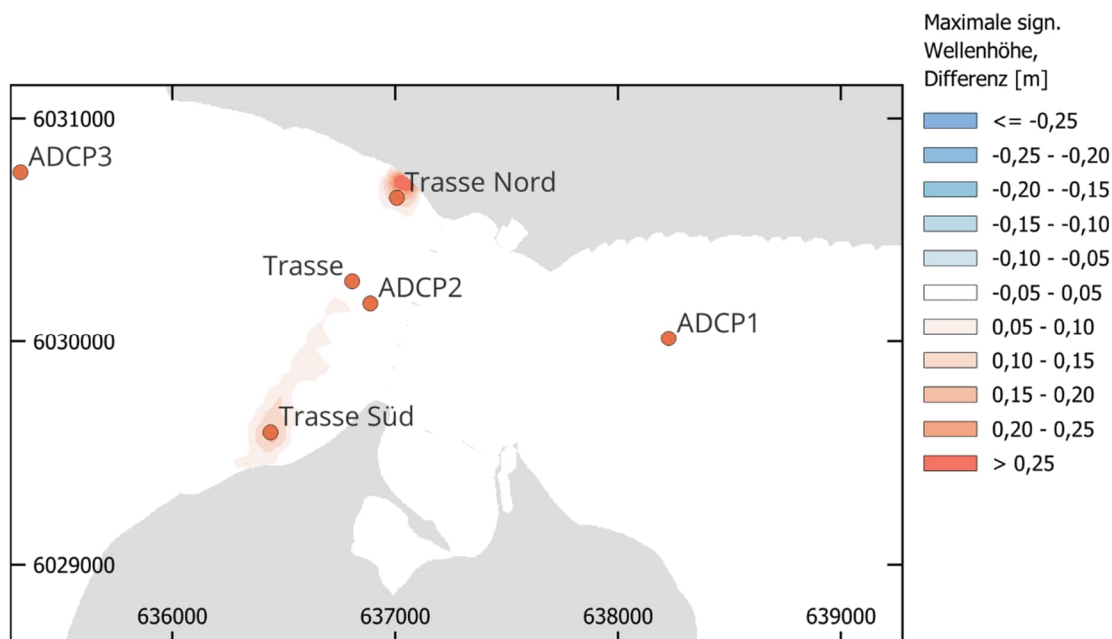 Maximale sign.
Wellenhöhe,
Differenz [m]
<= -0,25
-0,25 - -0,20
-0,20 - -0,15
-0,15 - -0,10
-0,10 - -0,05
-0,05 - 0,05
0,05 - 0,10
0,10 - 0,15
0,15 - 0,20
0,20 - 0,25
> 0,25
6031000
ADCP3
Trasse Nord
Trasse
ADCP2
ADCP1
6030000
Trasse Süd
6029000
636000 637000 638000 639000